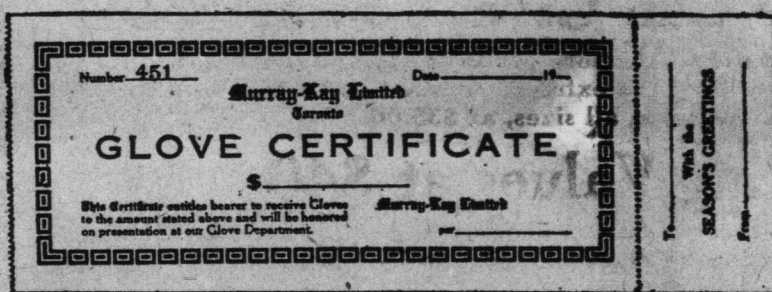 Number 451 Date 19
Murray-Kay Limited
Toronto
GLOVE CERTIFICATE
$
This Certificate entitles bearer to receive Gloves
to the amount stated above and will be honored
on presentation at our Glove Department.
Murray-Kay Limited
per
To
With the
SEASON'S GREETINGS
From